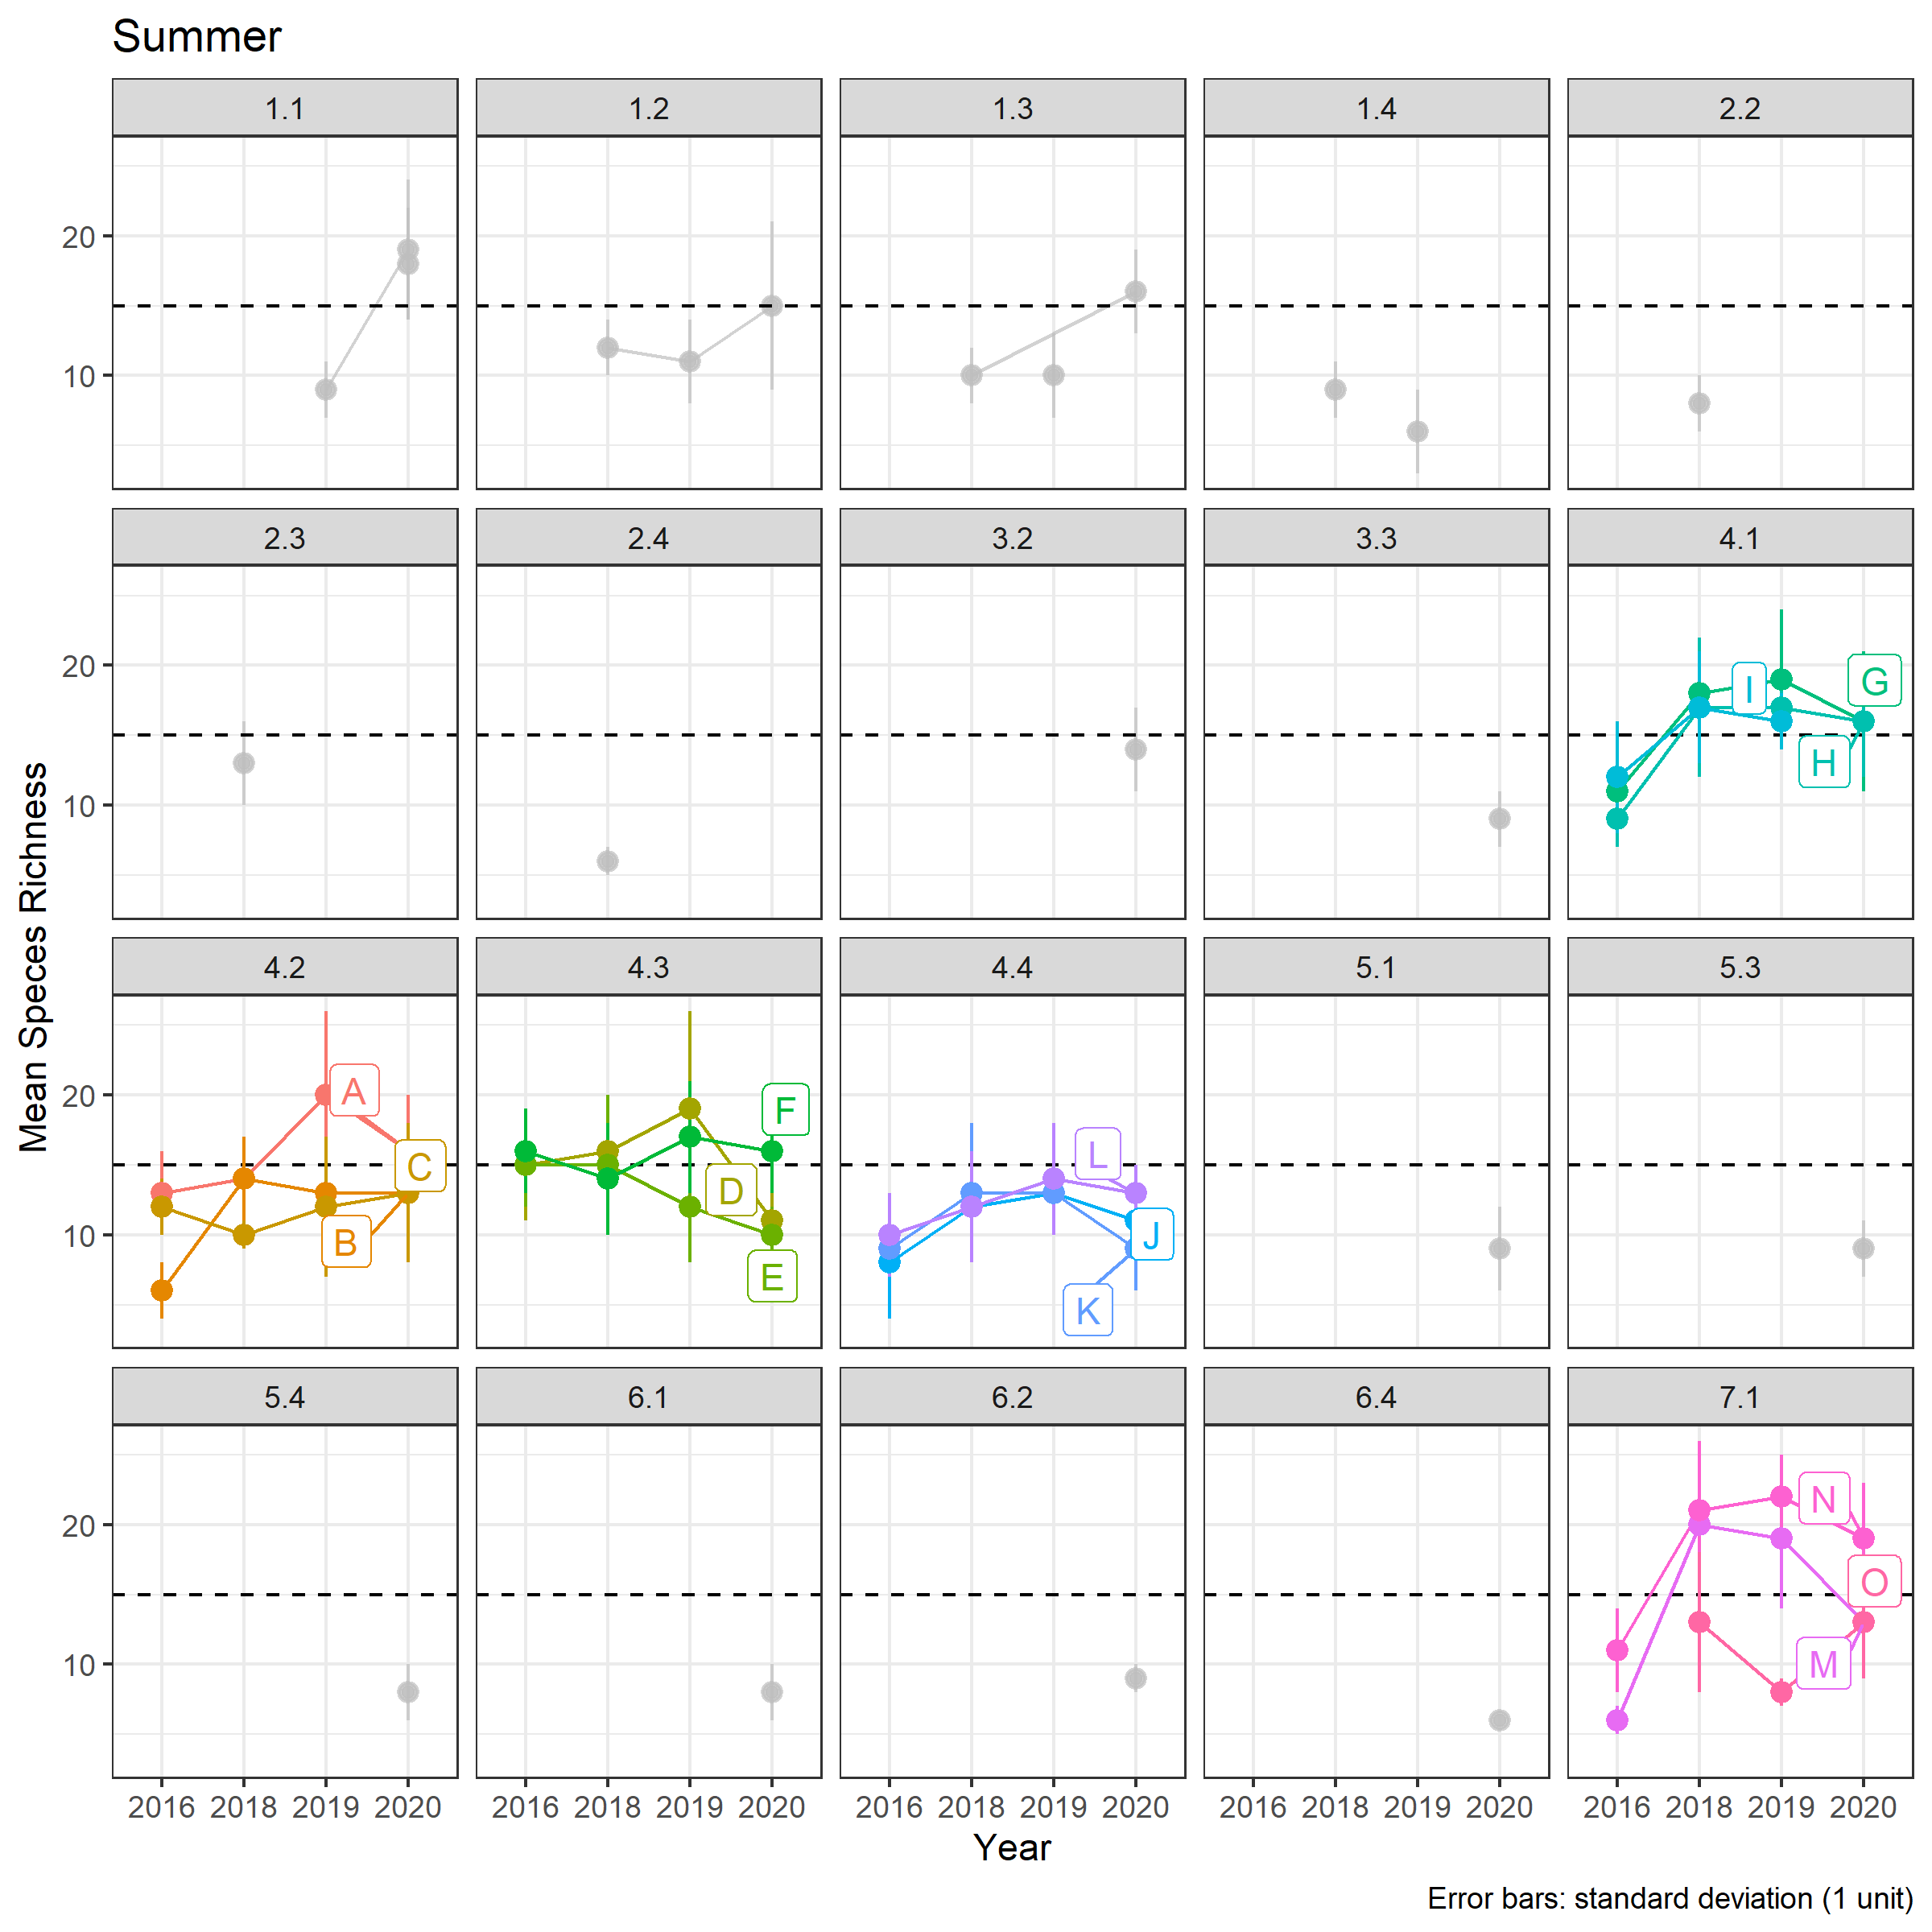 Summer
1.1 1.2 1.3 1.4 2.2
20
10
2.3 2.4 3.2 3.3 4.1
20
10
I G
H
Mean Speces Richness
4.2 4.3 4.4 5.1 5.3
20
10
A
C
B
F
D
E
L
J
K
5.4 6.1 6.2 6.4 7.1
20
10
N
O
M
2016 2018 2019 2020 2016 2018 2019 2020 2016 2018 2019 2020 2016 2018 2019 2020 2016 2018 2019 2020
Year
Error bars: standard deviation (1 unit)